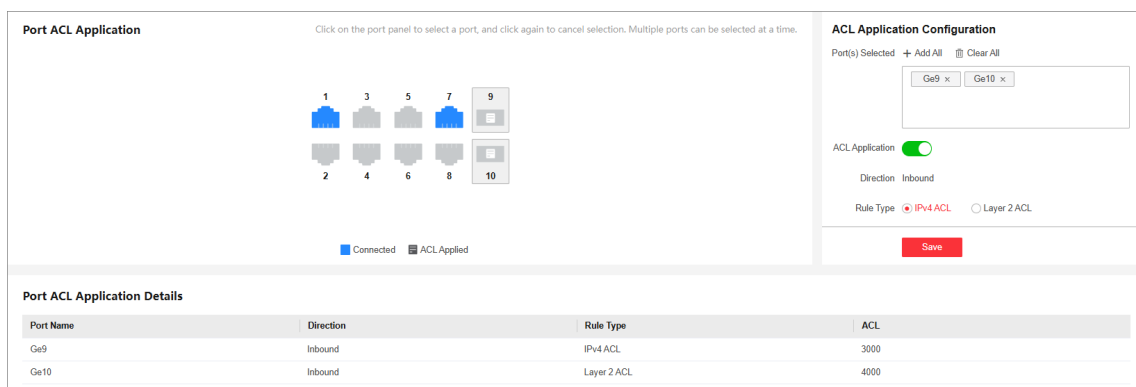 Port ACL Application
Click on the port panel to select a port, and click again to cancel selection. Multiple ports can be selected at a time.
1 3 5 7 9
2 4 6 8 10
Connected ACL Applied
ACL Application Configuration
Port(s) Selected + Add All Clear All
Ge9 × Ge10 ×
ACL Application
Direction Inbound
Rule Type IPv4 ACL Layer 2 ACL
Save
Port ACL Application Details
Port Name Direction Rule Type ACL
Ge9 Inbound IPv4 ACL 3000
Ge10 Inbound Layer 2 ACL 4000